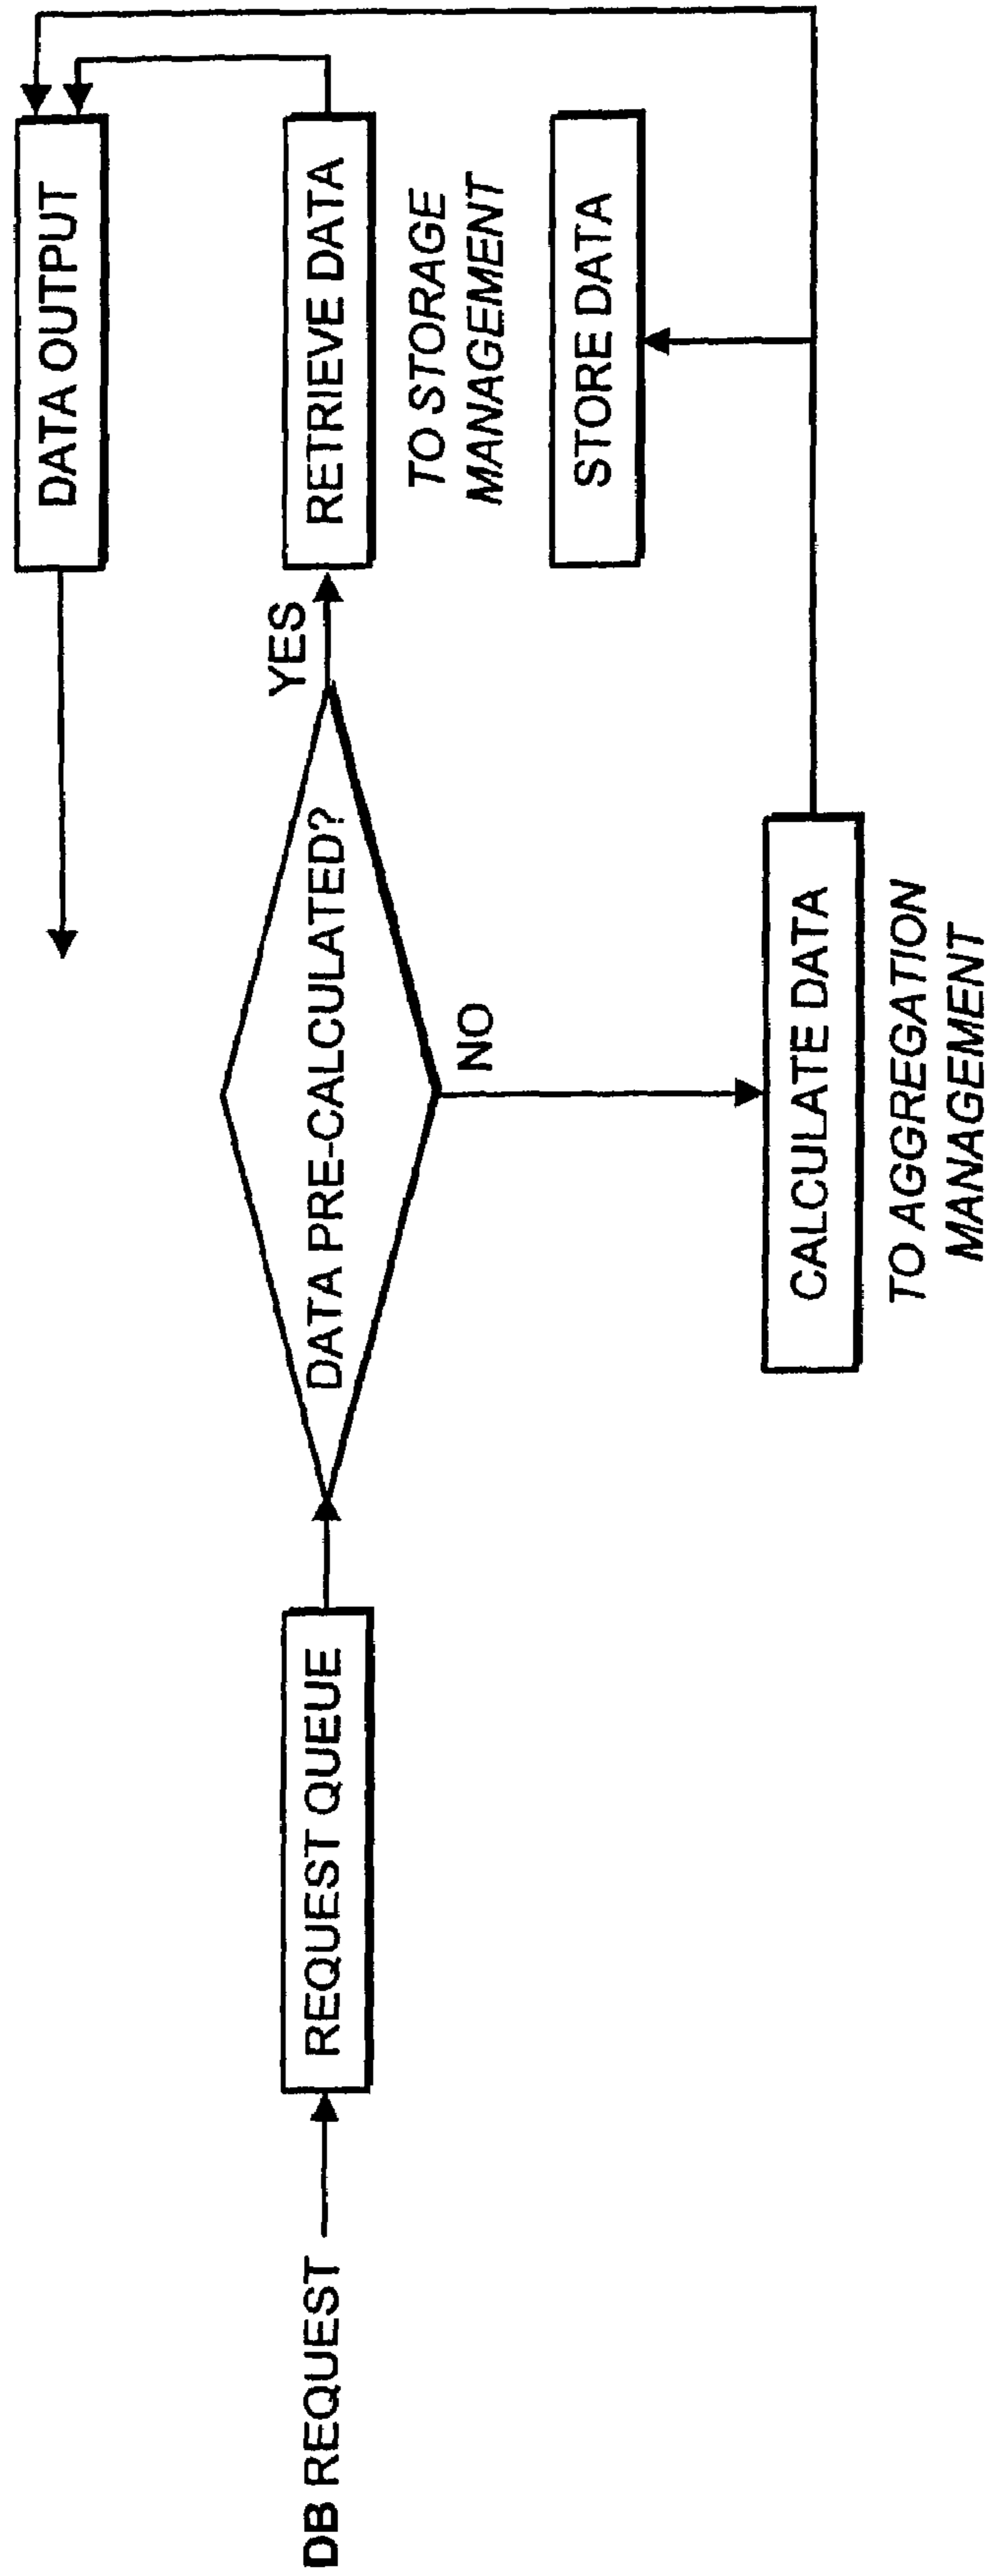 DATA OUTPUT
DB REQUEST
REQUEST QUEUE
DATA PRE-CALCULATED?
YES
RETRIEVE DATA
TO STORAGE
MANAGEMENT
NO
STORE DATA
CALCULATE DATA
TO AGGREGATION
MANAGEMENT